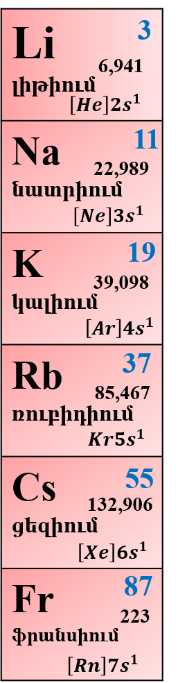 Li 3
6,941
լիթիում
[He]2s¹
Na 11
22,989
նատրիում
[Ne]3s¹
K 19
39,098
կալիում
[Ar]4s¹
Rb 37
85,467
ռուբիդիում
Kr5s¹
Cs 55
132,906
ցեզիում
[Xe]6s¹
Fr 87
223
ֆրանսիում
[Rn]7s¹